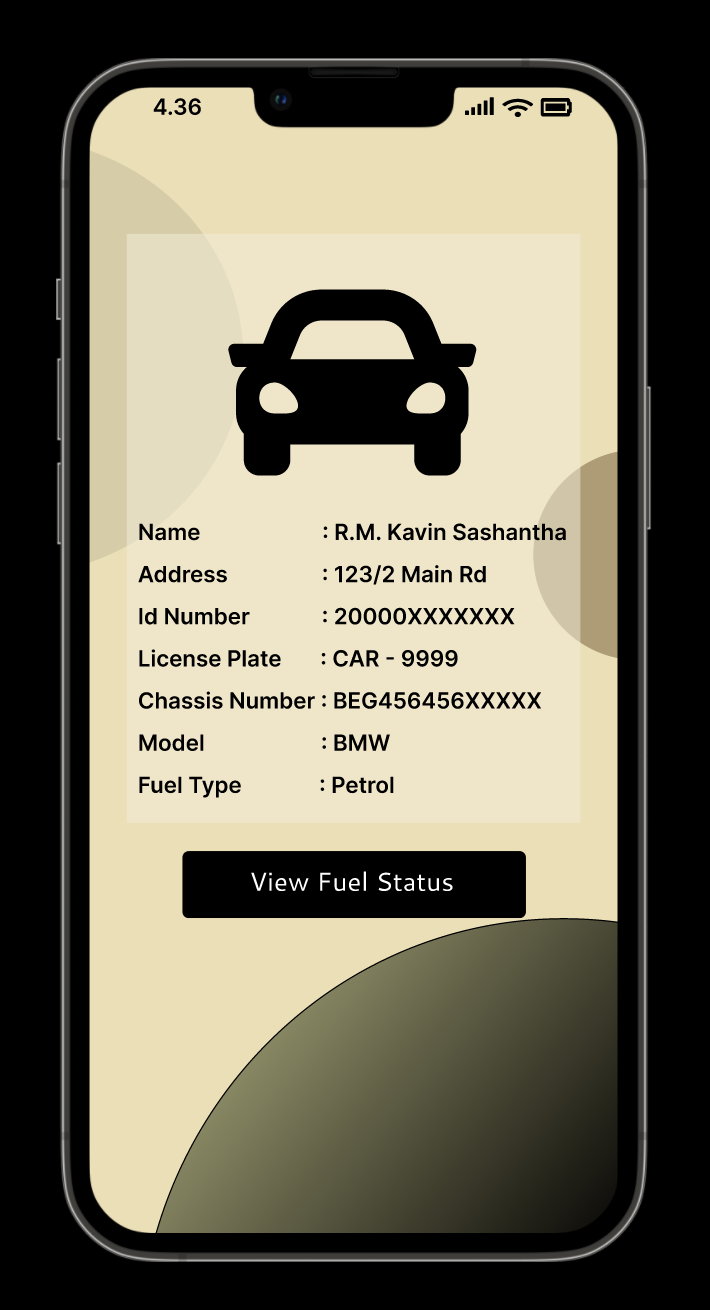 4.36
Name : R.M. Kavin Sashantha
Address : 123/2 Main Rd
Id Number : 20000XXXXXXX
License Plate : CAR - 9999
Chassis Number : BEG456456XXXXX
Model : BMW
Fuel Type : Petrol
View Fuel Status